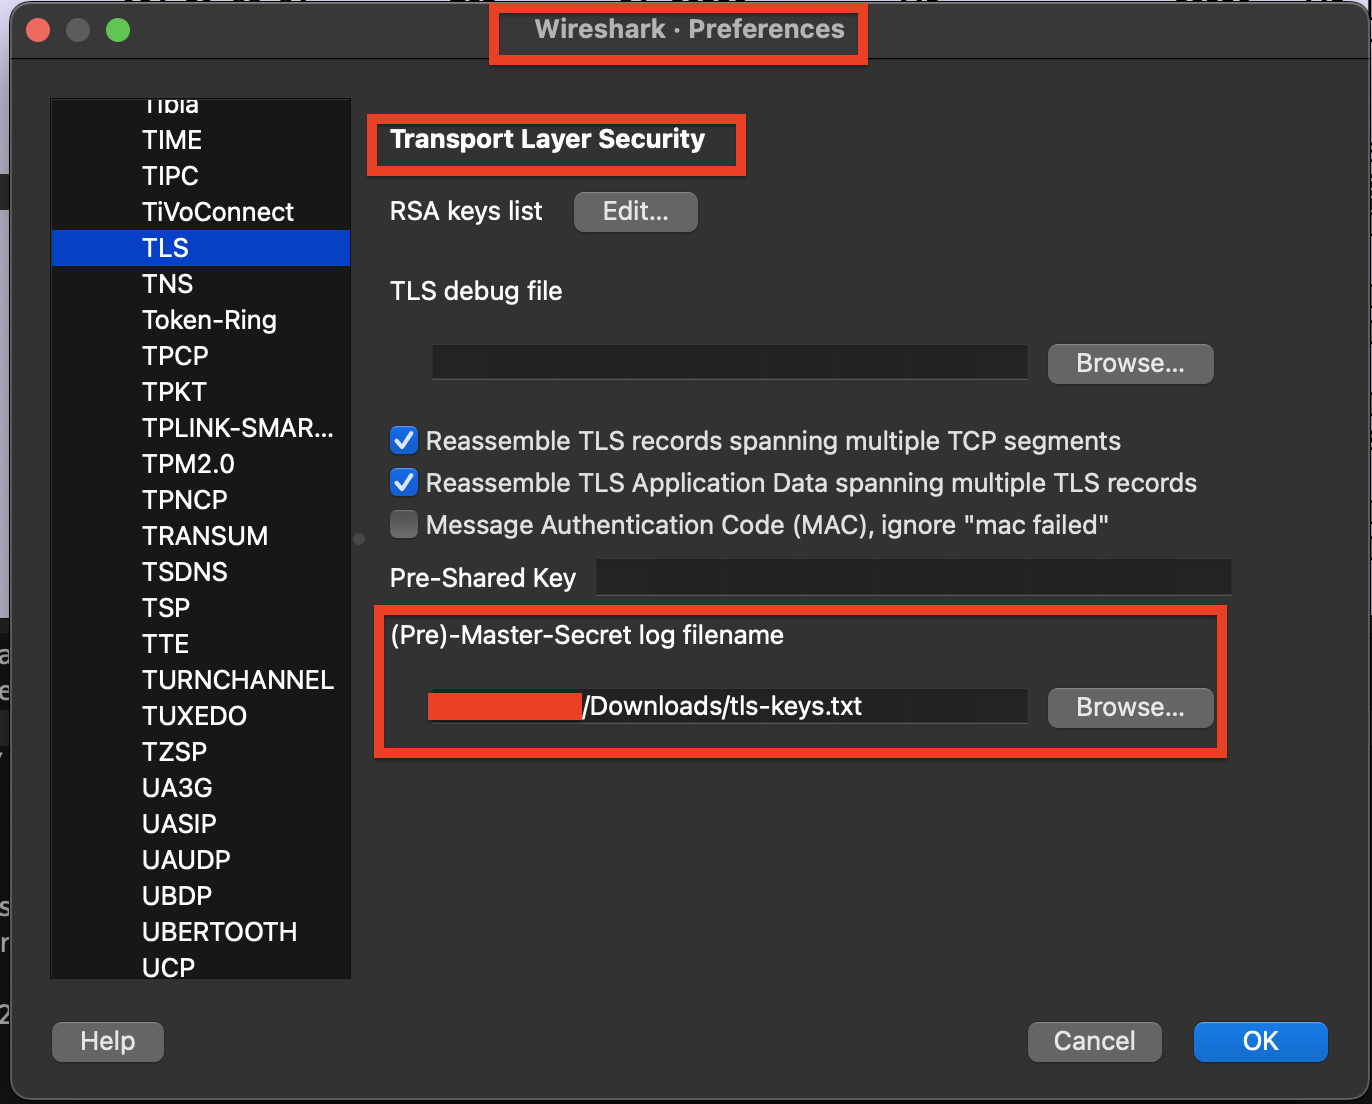 Wireshark · Preferences
Tibia
TIME
TIPC
TiVoConnect
TLS
TNS
Token-Ring
TPCP
TPKT
TPLINK-SMAR...
TPM2.0
TPNCP
TRANSUM
TSDNS
TSP
TTE
TURNCHANNEL
TUXEDO
TZSP
UA3G
UASIP
UAUDP
UBDP
UBERTOOTH
UCP
Transport Layer Security
RSA keys list
Edit...
TLS debug file
Browse...
Reassemble TLS records spanning multiple TCP segments
Reassemble TLS Application Data spanning multiple TLS records
Message Authentication Code (MAC), ignore "mac failed"
Pre-Shared Key
(Pre)-Master-Secret log filename
/Downloads/tls-keys.txt
Browse...
Help
Cancel
OK